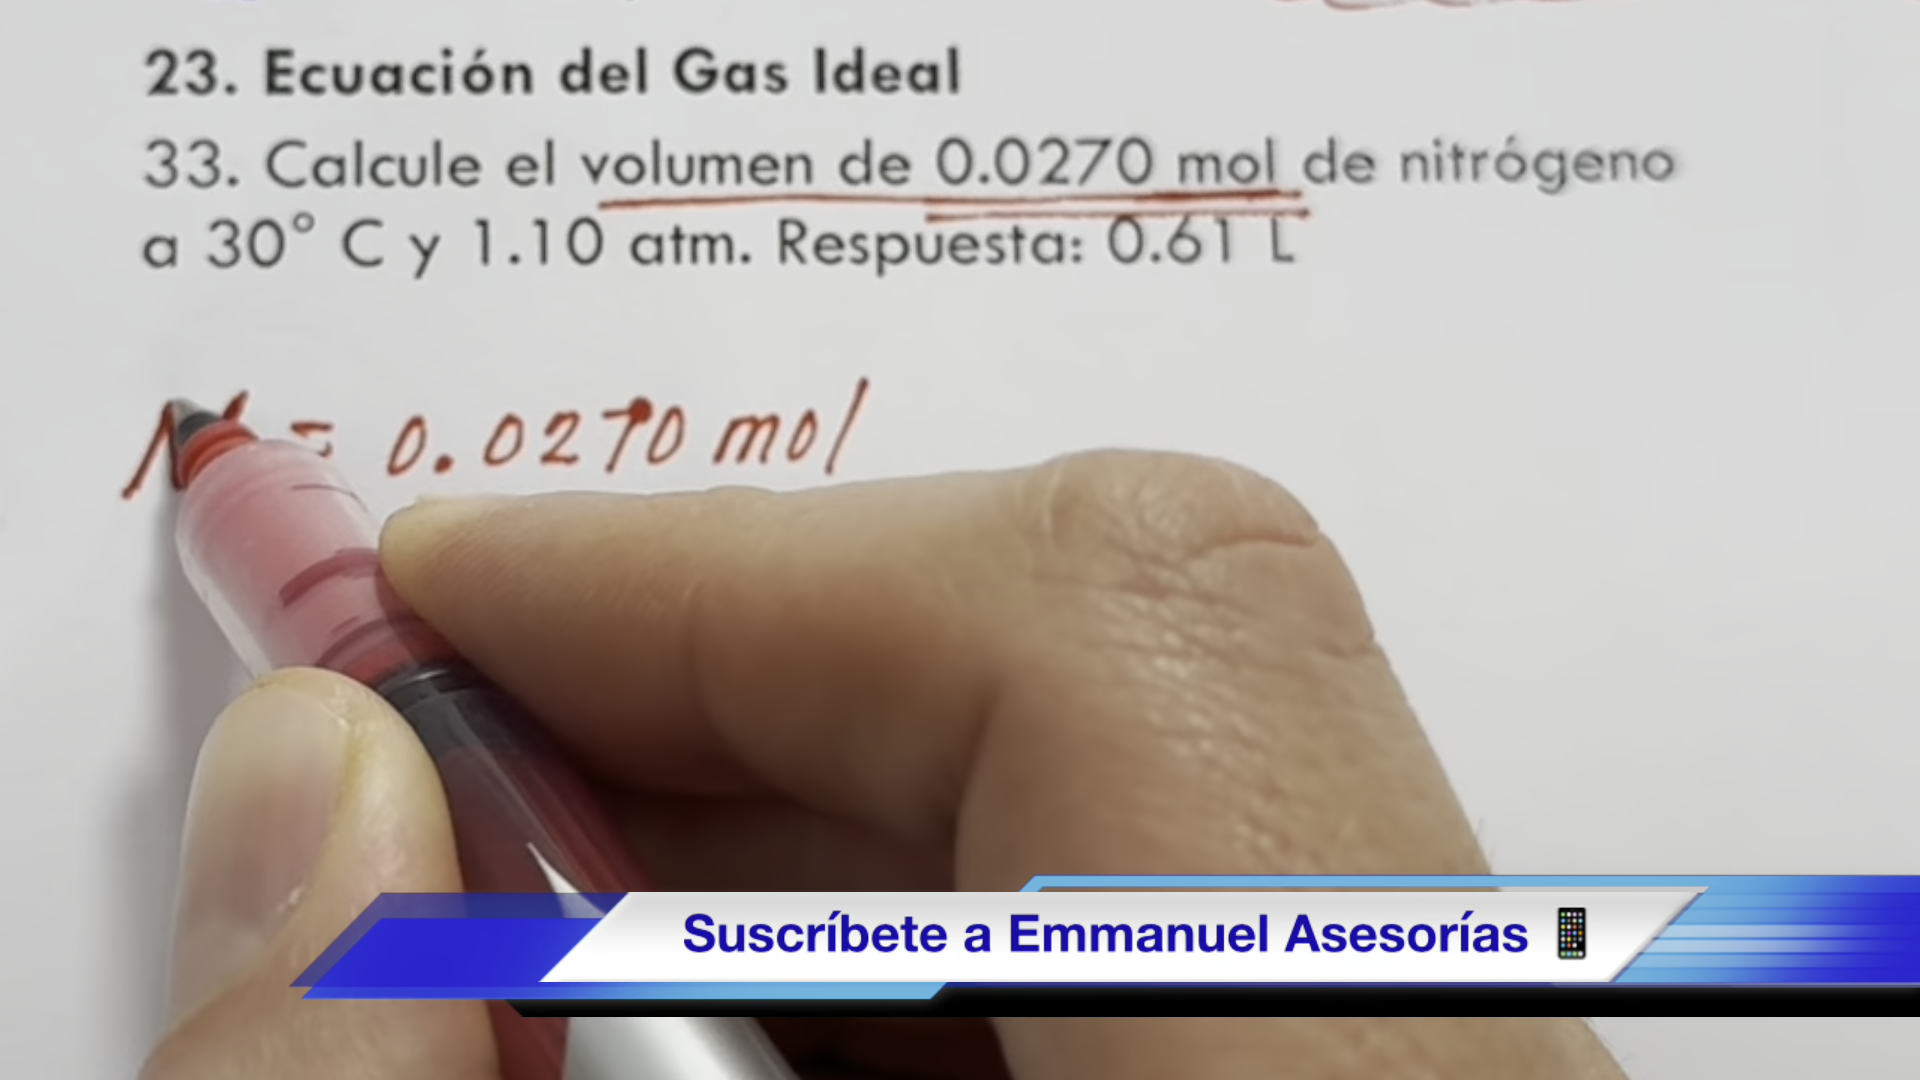 23. Ecuación del Gas Ideal
33. Calcule el volumen de 0.0270 mol de nitrógeno
a 30° C y 1.10 atm. Respuesta: 0.61 L
= 0.0270 mol
Suscríbete a Emmanuel Asesorías 📱